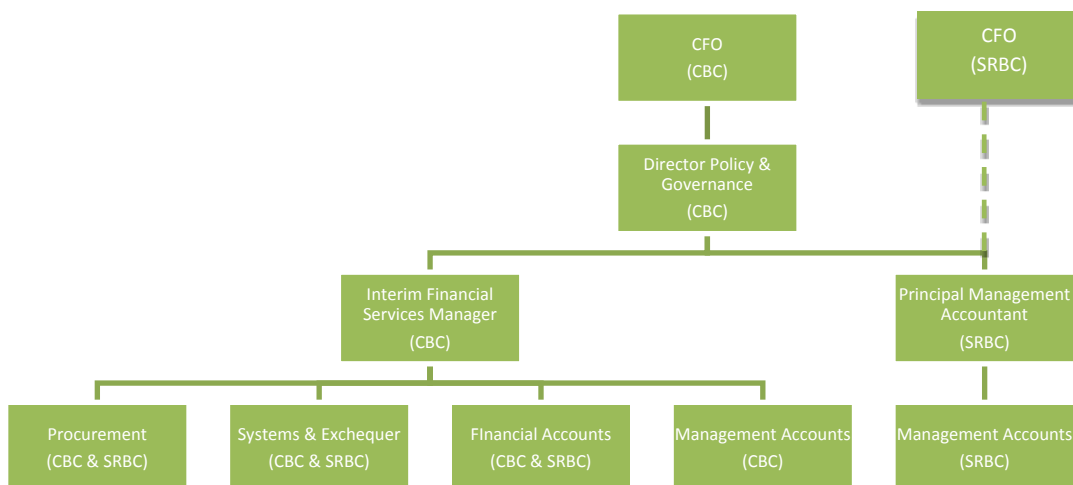 CFO
(CBC)
CFO
(SRBC)
Director Policy &
Governance
(CBC)
Interim Financial
Services Manager
(CBC)
Principal Management
Accountant
(SRBC)
Procurement
(CBC & SRBC)
Systems & Exchequer
(CBC & SRBC)
FInancial Accounts
(CBC & SRBC)
Management Accounts
(CBC)
Management Accounts
(SRBC)